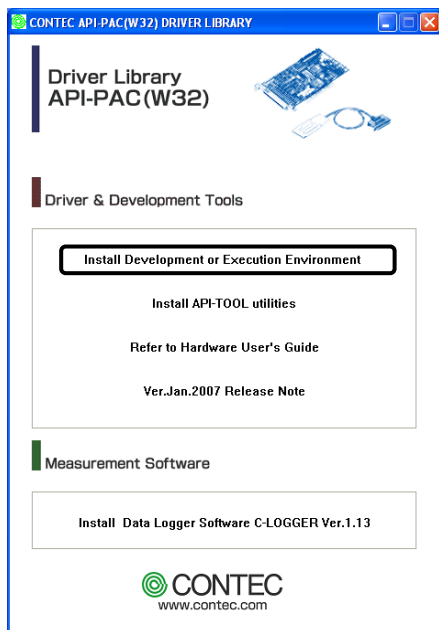 CONTEC API-PAC(W32) DRIVER LIBRARY
Driver Library
API-PAC(W32)
Driver & Development Tools
Install Development or Execution Environment
Install API-TOOL utilities
Refer to Hardware User's Guide
Ver.Jan.2007 Release Note
Measurement Software
Install Data Logger Software C-LOGGER Ver.1.13
CONTEC
www.contec.com